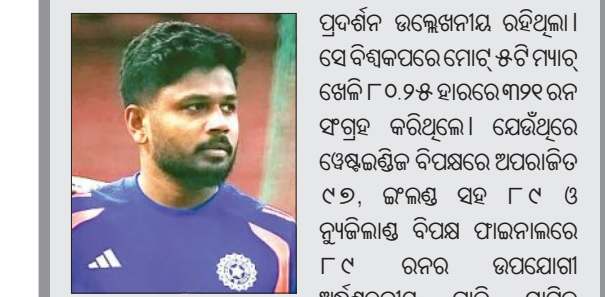 ପ୍ରଦର୍ଶନ ଉଲ୍ଲେଖନୀୟ ରହିଥିଲା।
ସେ ବିଶ୍ୱକପରେ ମୋଟ୍ ୫ଟି ମ୍ୟାଚ୍
ଖେଳି ୮୦.୨୫ ହାରରେ ୩୨୧ ରନ
ସଂଗ୍ରହ କରିଥିଲେ। ଯେଉଁଥିରେ
ୱେଷ୍ଟଇଣ୍ଡିଜ ବିପକ୍ଷରେ ଅପରାଜିତ
୯୭, ଇଂଲଣ୍ଡ ସହ ୮୯ ଓ
ନ୍ୟୁଜିଲାଣ୍ଡ ବିପକ୍ଷ ଫାଇନାଲରେ
୮୯ ରନର ଉପଯୋଗୀ